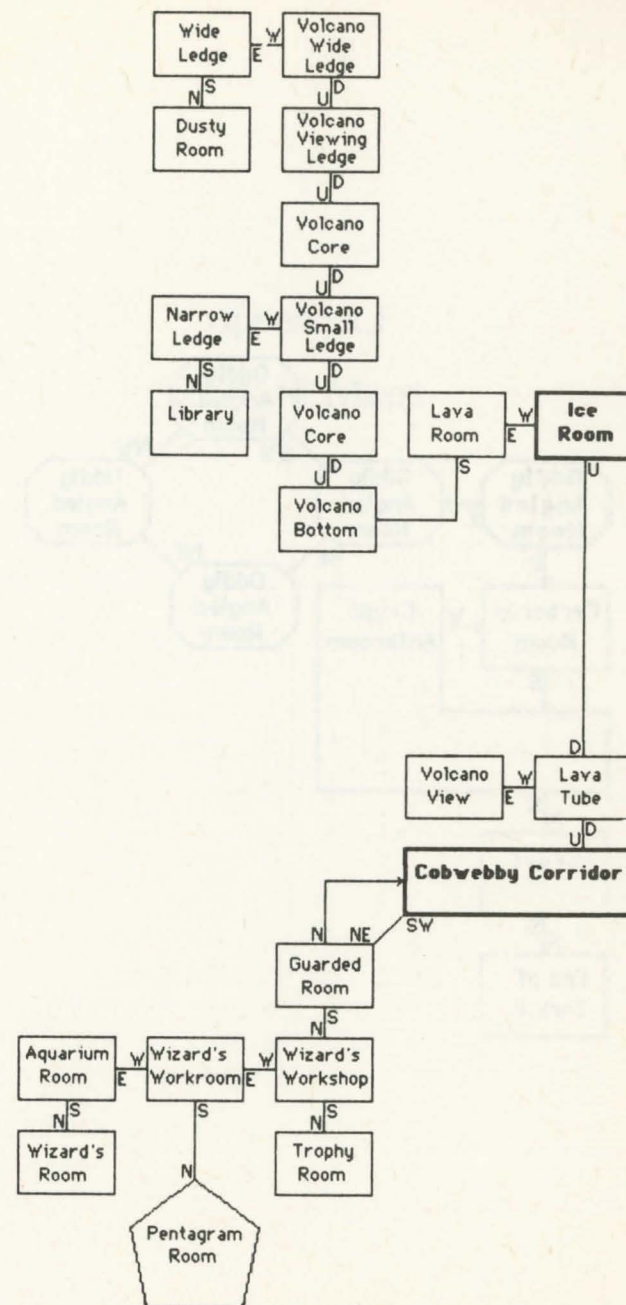 Wide
Ledge
E
W
Volcano
Wide
Ledge
S
N
D
U
Dusty
Room
Volcano
Viewing
Ledge
D
U
Volcano
Core
D
U
Narrow
Ledge
E
W
Volcano
Small
Ledge
S
N
D
U
Library
Volcano
Core
Lava
Room
E
W
Ice
Room
D
U
S
U
Volcano
Bottom
D
Volcano
View
E
W
Lava
Tube
D
U
Cobwebby Corridor
N
NE
SW
Guarded
Room
S
N
Aquarium
Room
E
W
Wizard's
Workroom
E
W
Wizard's
Workshop
S
N
S
S
N
Wizard's
Room
Trophy
Room
N
Pentagram
Room